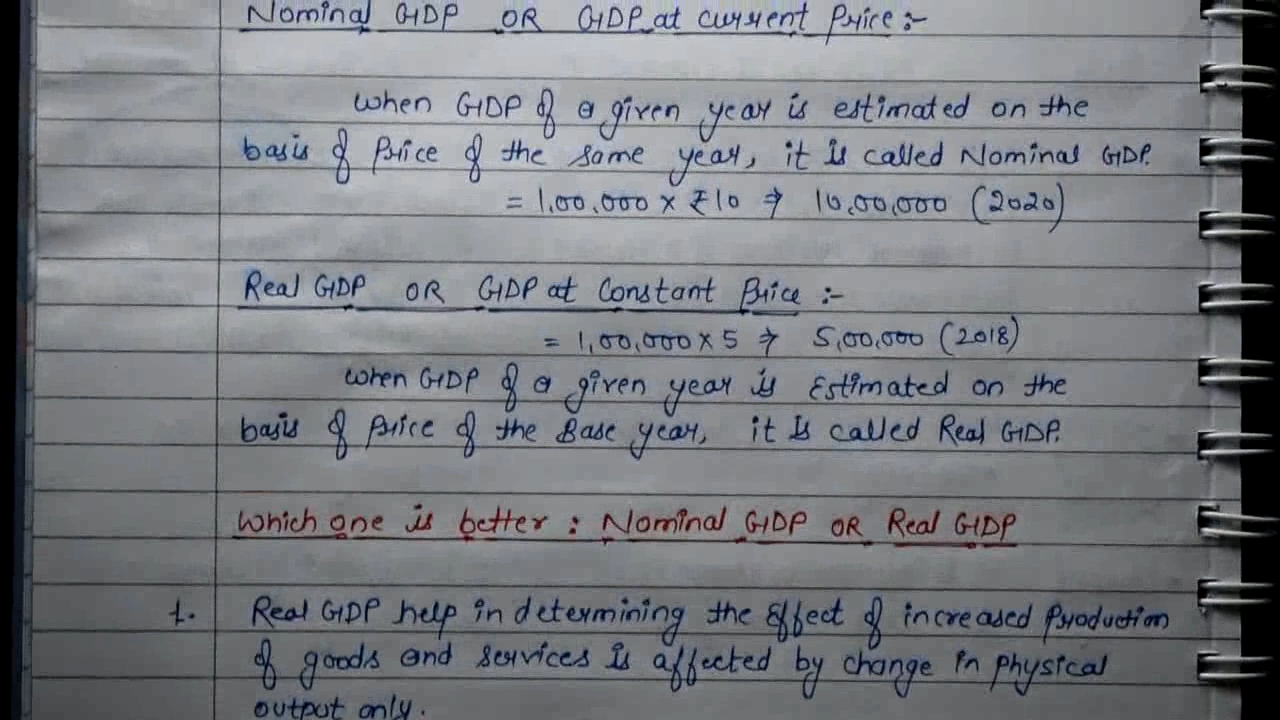 Nominal GDP OR GDP at current Price :-
When GDP of a given year is estimated on the
basis of Price of the same year, it is called Nominal GDP.
= 1,00,000 x ₹10 ⇒ 10,00,000 (2020)
Real GDP OR GDP at Constant Price :-
= 1,00,000 x 5 ⇒ 5,00,000 (2018)
When GDP of a given year is Estimated on the
basis of Price of the Base year, it is called Real GDP.
Which one is better : Nominal GDP OR Real GDP
1. Real GDP help in determining the Effect of increased Production
of goods and services is affected by change in physical
output only.